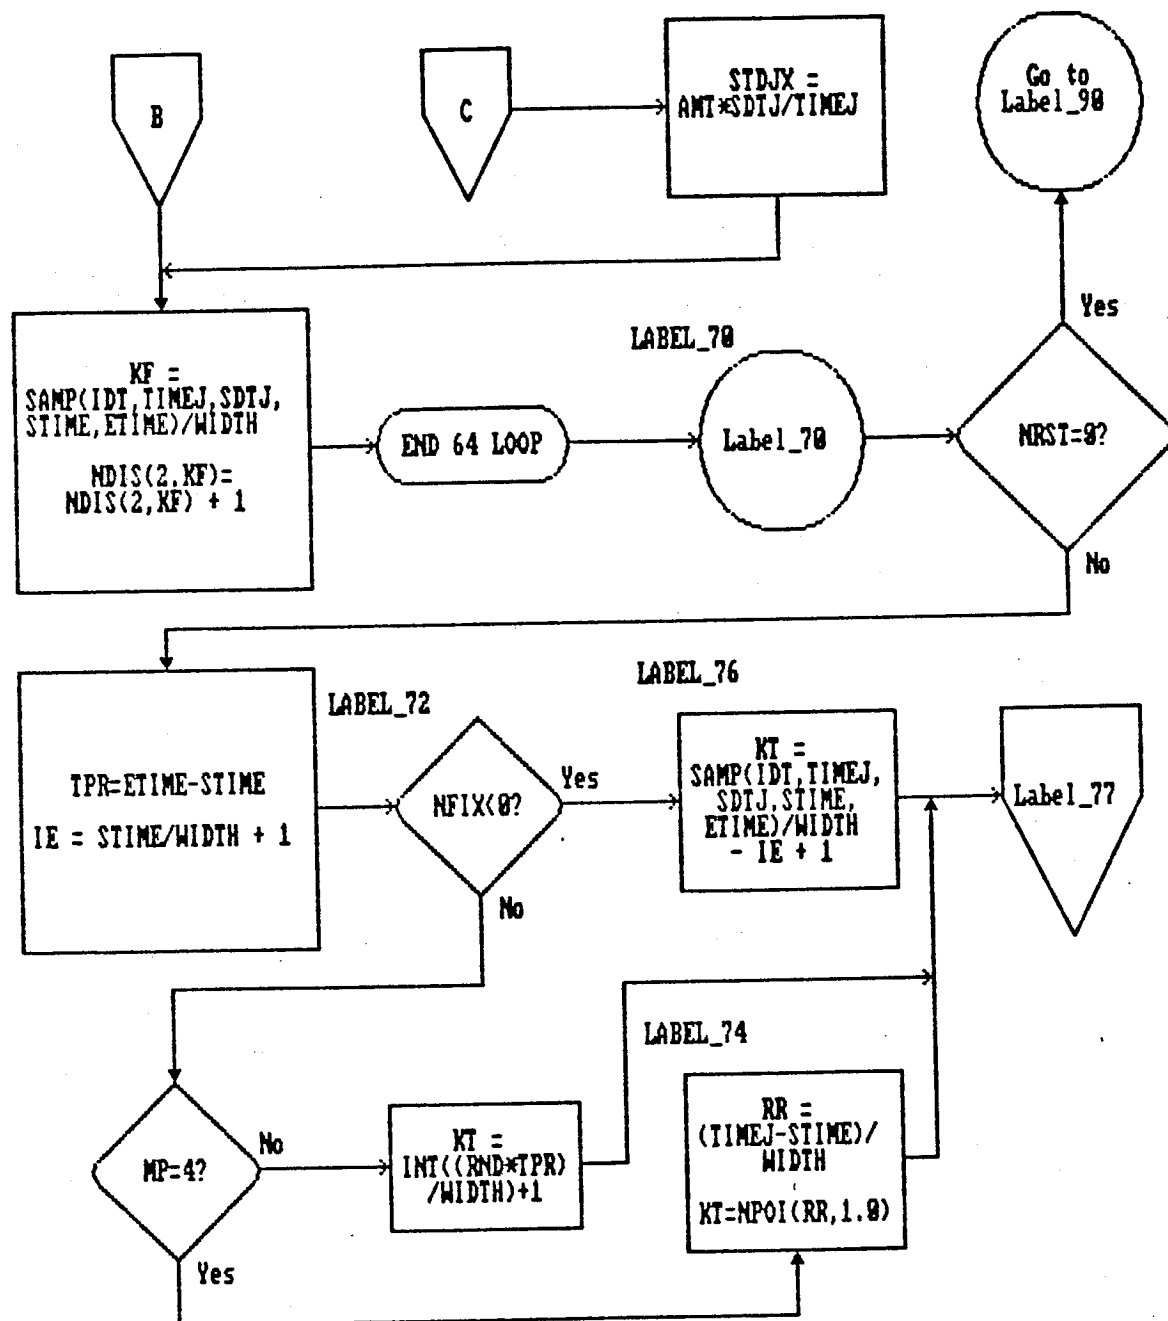 B
C
STDJX =
AMT*SDTJ/TIMEJ
Go to
Label_90
Yes
LABEL_70
KF =
SAMP(IDT,TIMEJ,SDTJ,
STIME,ETIME)/WIDTH
NDIS(2,KF)=
NDIS(2,KF) + 1
END 64 LOOP
Label_70
NRST=0?
No
LABEL_76
LABEL_72
TPR=ETIME-STIME
IE = STIME/WIDTH + 1
NFIX<0?
Yes
KT =
SAMP(IDT,TIMEJ,
SDTJ,STIME,
ETIME)/WIDTH
- IE + 1
Label_77
No
LABEL_74
MP=4?
No
KT =
INT((RND*TPR)
/WIDTH)+1
RR =
(TIMEJ-STIME)/
WIDTH
KT=NPOI(RR,1.0)
Yes